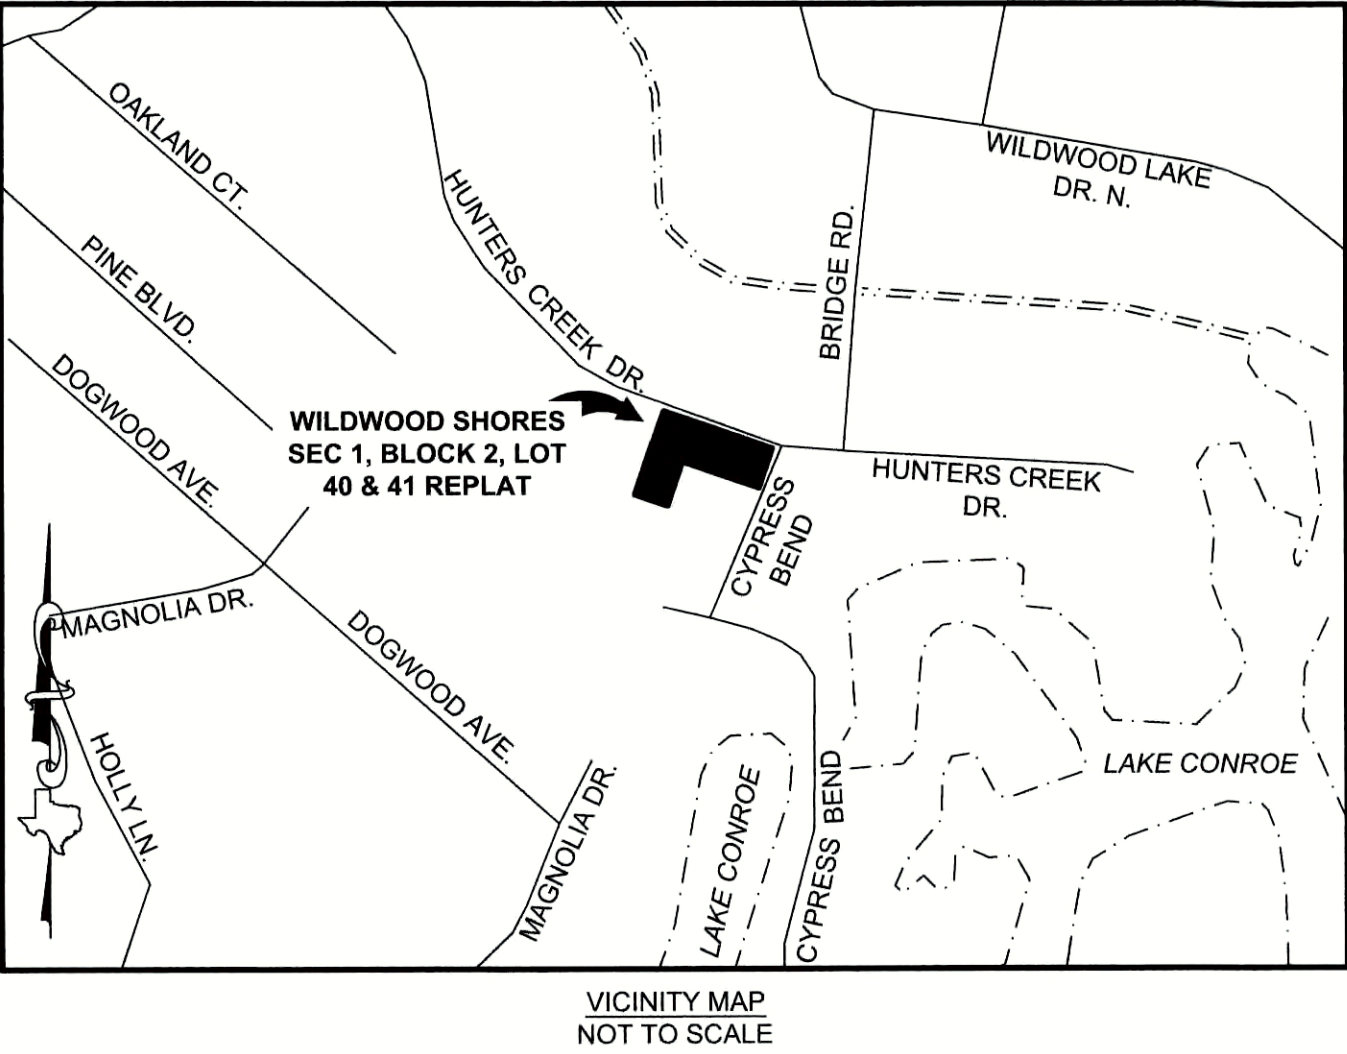 OAKLAND CT.
WILDWOOD LAKE
DR. N.
HUNTERS CREEK DR.
BRIDGE RD.
PINE BLVD.
DOGWOOD AVE.
WILDWOOD SHORES
SEC 1, BLOCK 2, LOT
40 & 41 REPLAT
HUNTERS CREEK
DR.
CYPRESS
BEND
MAGNOLIA DR.
DOGWOOD AVE.
HOLLY LN.
MAGNOLIA DR.
LAKE CONROE
CYPRESS BEND
LAKE CONROE
VICINITY MAP
NOT TO SCALE